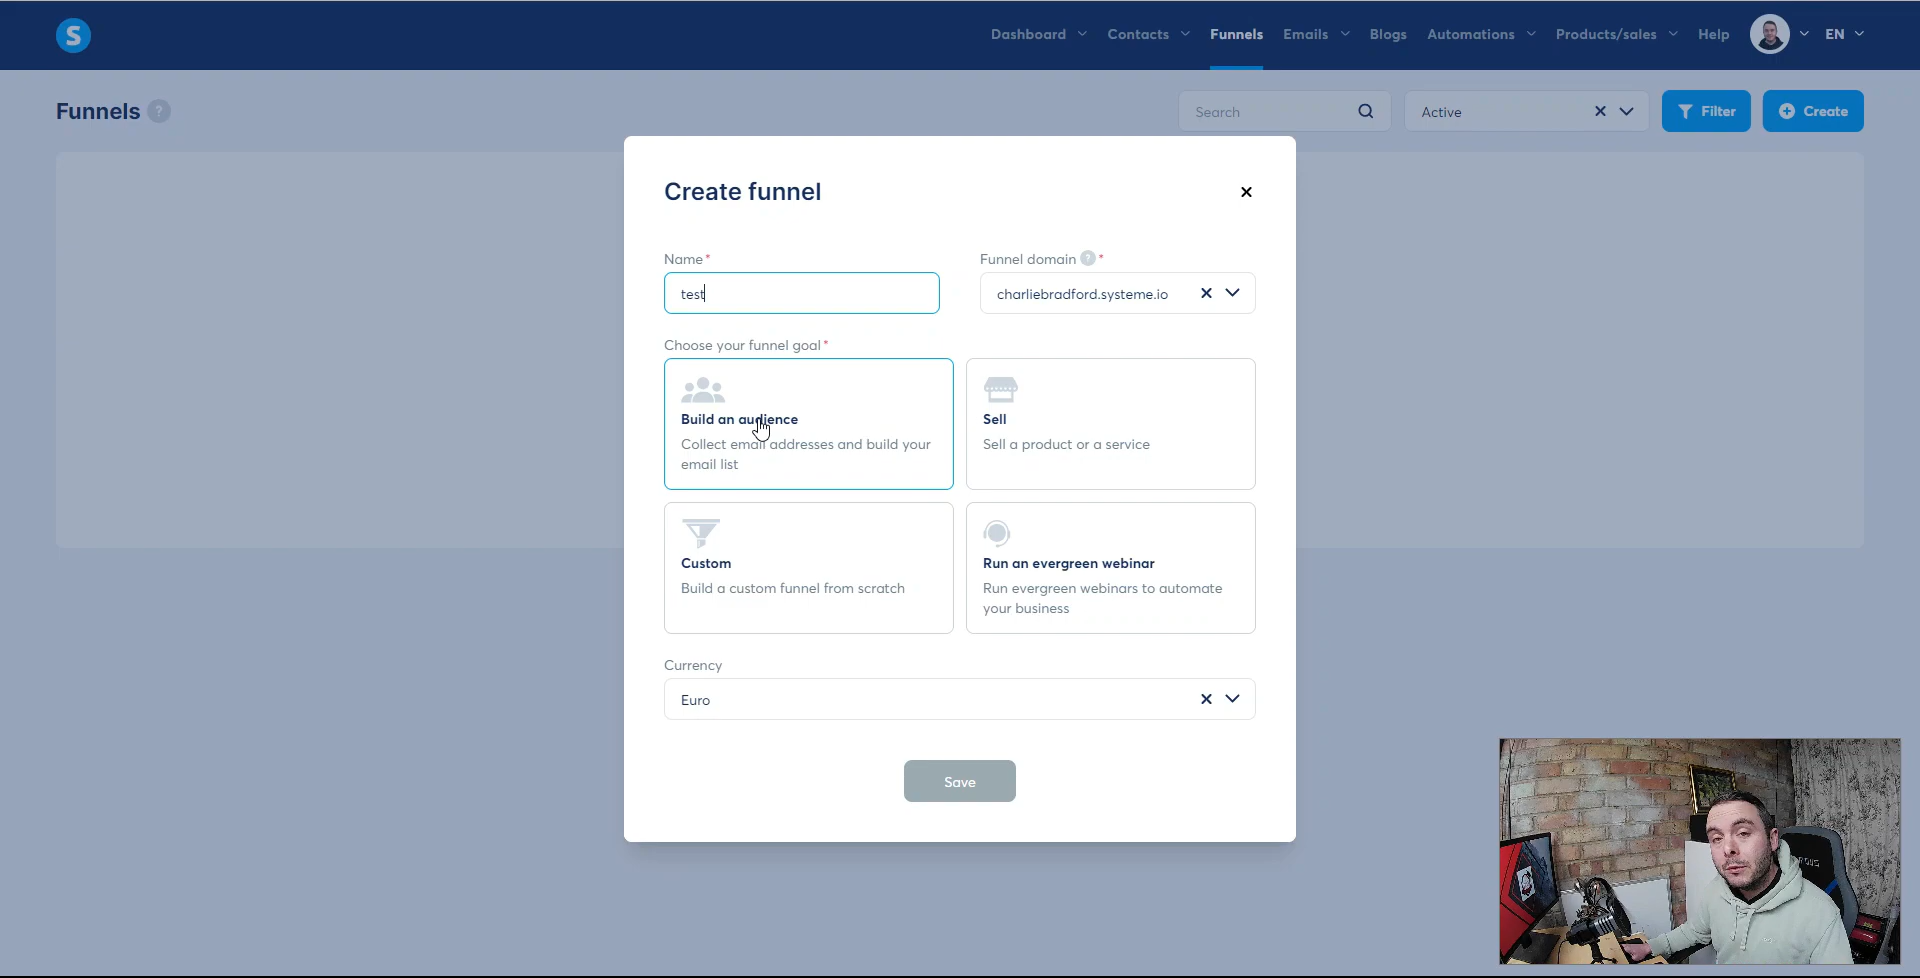 S
Dashboard
Contacts
Funnels
Emails
Blogs
Automations
Products/sales
Help
EN
Funnels ?
Search
Active
Filter
Create
Create funnel
Name*
Funnel domain ? *
test
charliebradford.systeme.io
Choose your funnel goal*
Build an audience
Collect email addresses and build your
email list
Sell
Sell a product or a service
Custom
Build a custom funnel from scratch
Run an evergreen webinar
Run evergreen webinars to automate
your business
Currency
Euro
Save